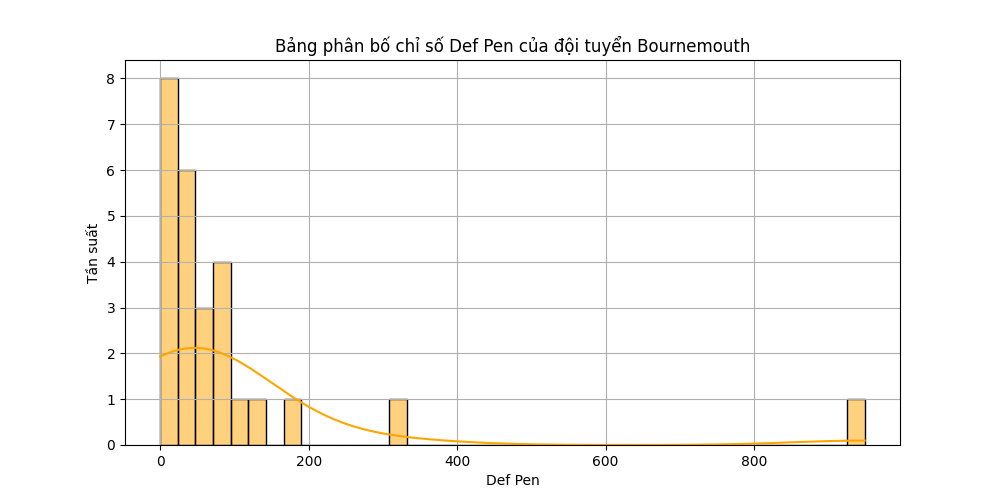 Bảng phân bố chỉ số Def Pen của đội tuyển Bournemouth
8
7
6
5
4
3
2
1
0
Tần suất
0 200 400 600 800
Def Pen